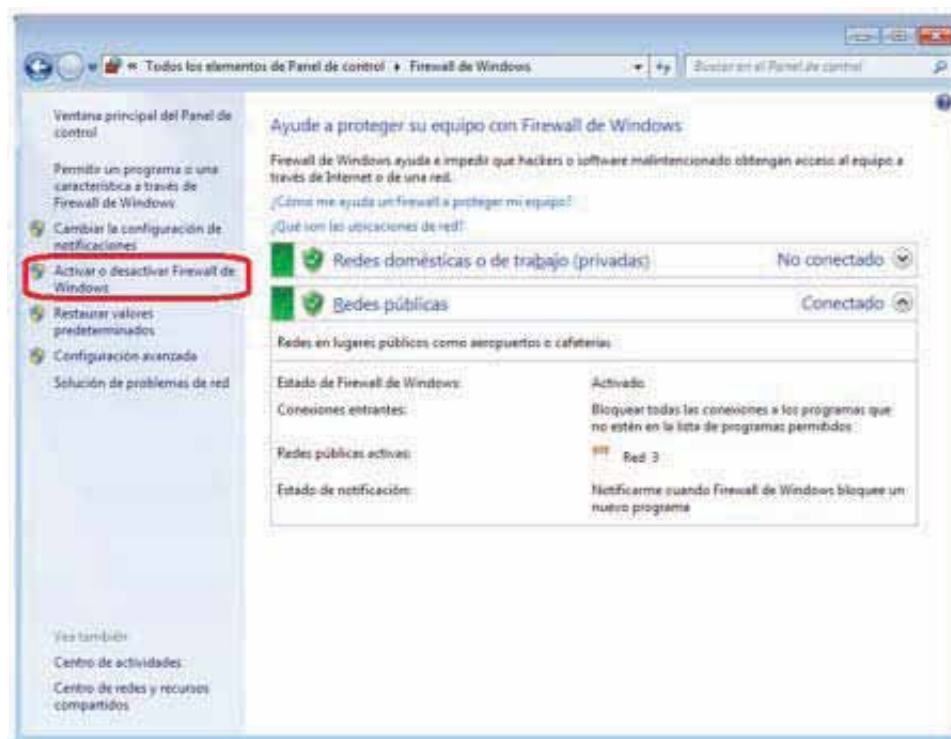 « Todos los elementos de Panel de control ▸ Firewall de Windows
Buscar en el Panel de control
Ventana principal del Panel de
control
Permitir un programa o una
característica a través de
Firewall de Windows
Cambiar la configuración de
notificaciones
Activar o desactivar Firewall de
Windows
Restaurar valores
predeterminados
Configuración avanzada
Solución de problemas de red
Vea también
Centro de actividades
Centro de redes y recursos
compartidos
Ayude a proteger su equipo con Firewall de Windows
Firewall de Windows ayuda a impedir que hackers o software malintencionado obtengan acceso al equipo a
través de Internet o de una red.
¿Cómo me ayuda un firewall a proteger mi equipo?
¿Qué son las ubicaciones de red?
Redes domésticas o de trabajo (privadas) No conectado
Redes públicas Conectado
Redes en lugares públicos como aeropuertos o cafeterías
Estado de Firewall de Windows: Activado
Conexiones entrantes: Bloquear todas las conexiones a los programas que
no estén en la lista de programas permitidos
Redes públicas activas: Red 3
Estado de notificación: Notificarme cuando Firewall de Windows bloquee un
nuevo programa